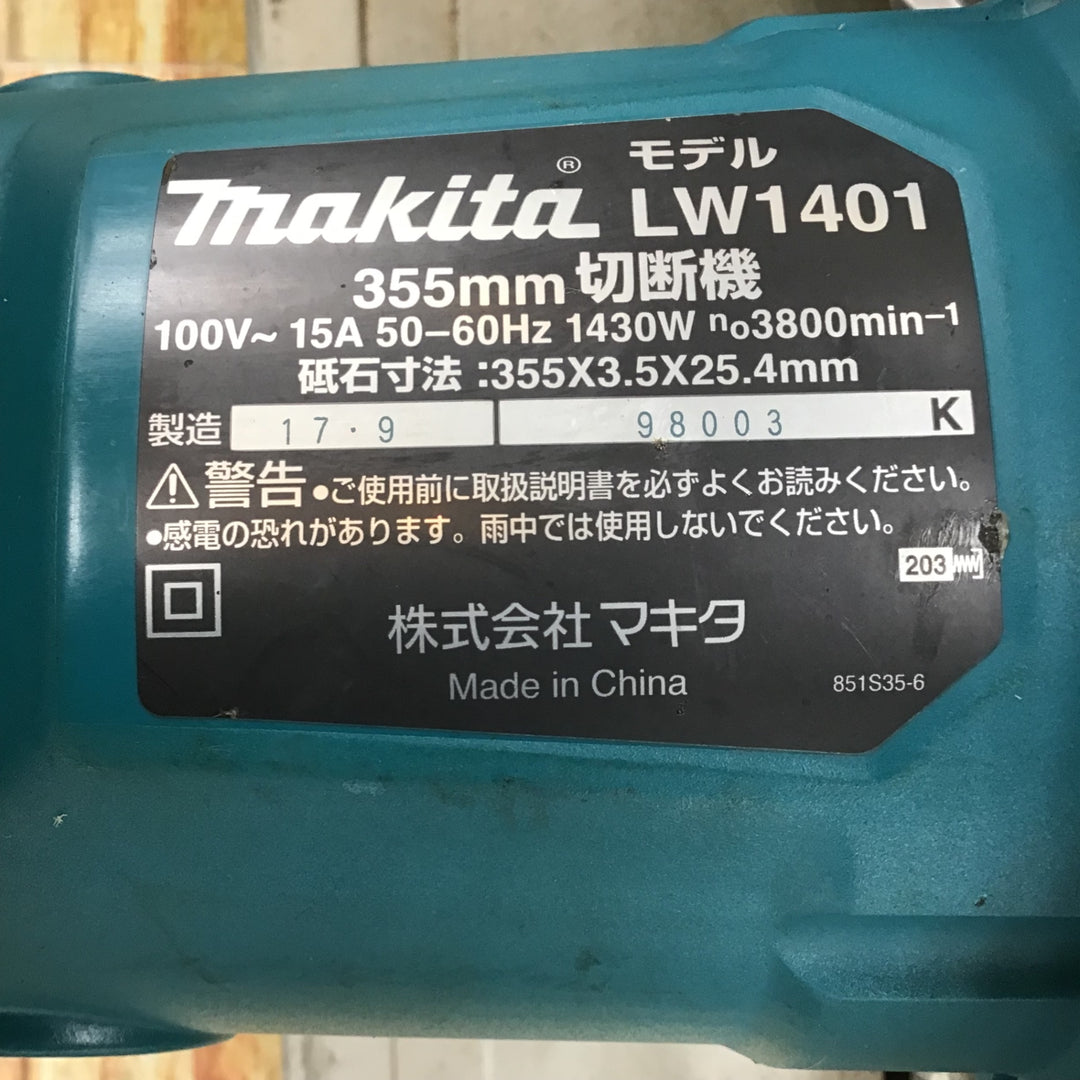 makita® モデル LW1401
355mm 切断機
100V~ 15A 50-60Hz 1430W no3800min-1
砥石寸法:355X3.5X25.4mm
製造 17・9 98003 K
⚠警告 ●ご使用前に取扱説明書を必ずよくお読みください。
●感電の恐れがあります。雨中では使用しないでください。
203
株式会社マキタ
Made in China 851S35-6